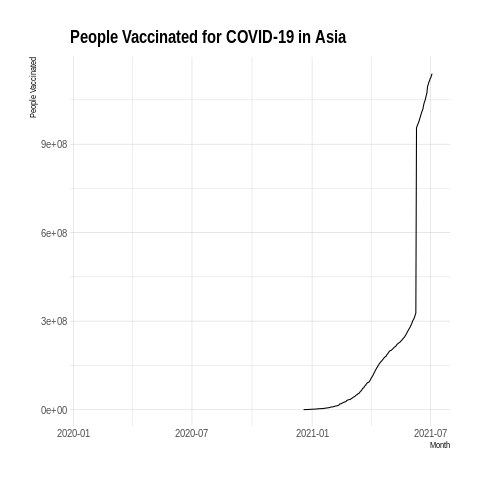 People Vaccinated for COVID-19 in Asia
People Vaccinated
9e+08
6e+08
3e+08
0e+00
2020-01 2020-07 2021-01 2021-07
Month